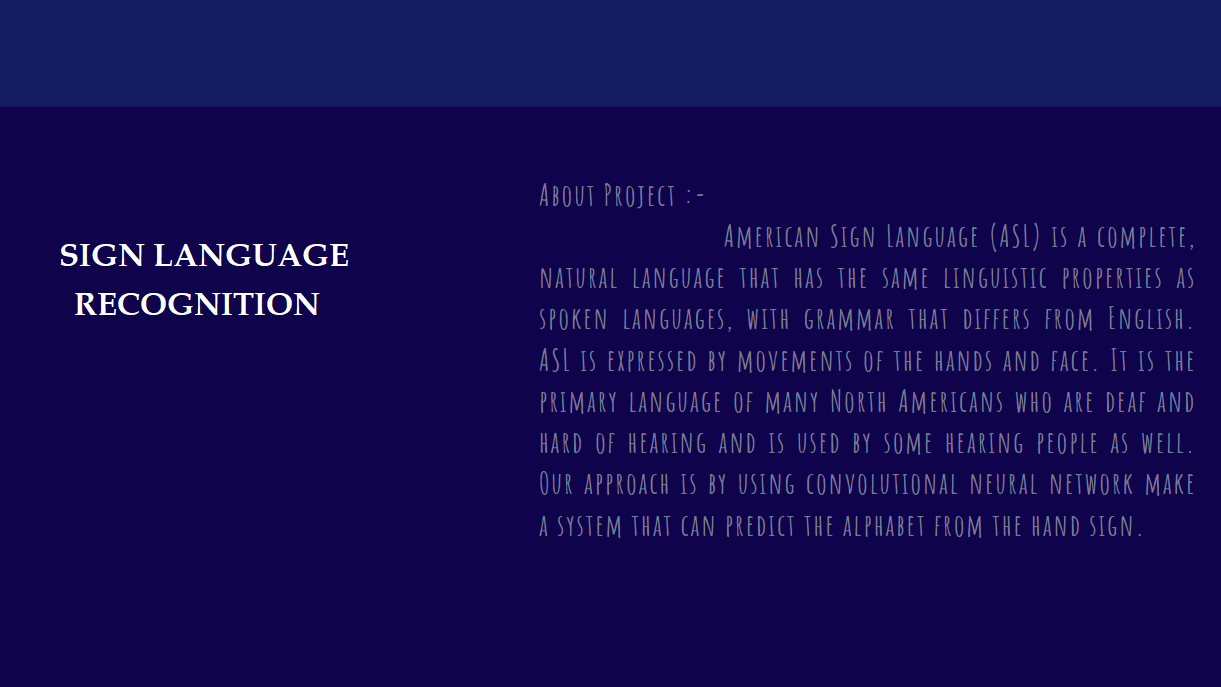 SIGN LANGUAGE
RECOGNITION
About Project :-
American Sign Language (ASL) is a complete,
natural language that has the same linguistic properties as
spoken languages, with grammar that differs from English.
ASL is expressed by movements of the hands and face. It is the
primary language of many North Americans who are deaf and
hard of hearing and is used by some hearing people as well.
Our approach is by using convolutional neural network make
a system that can predict the alphabet from the hand sign.